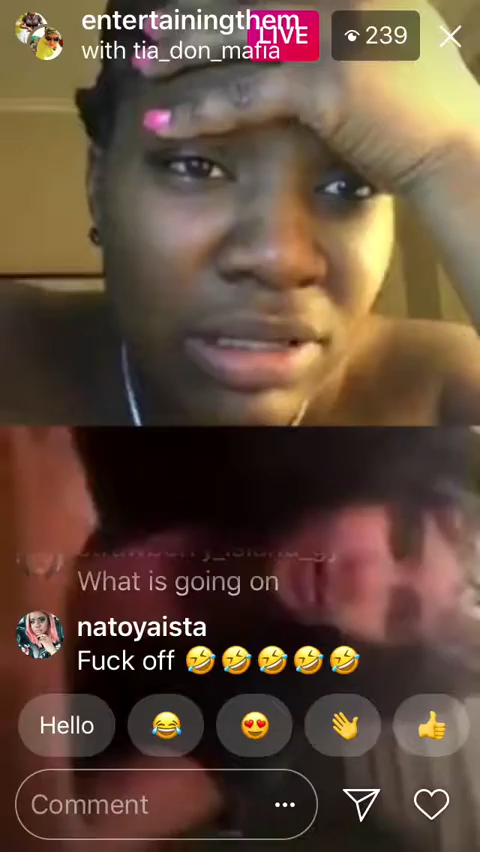 entertainingthem
with tia_don_mafia
LIVE
239
What is going on
natoyaista
Fuck off 🤣🤣🤣🤣🤣
Hello 😂 😍 👋 👍
Comment